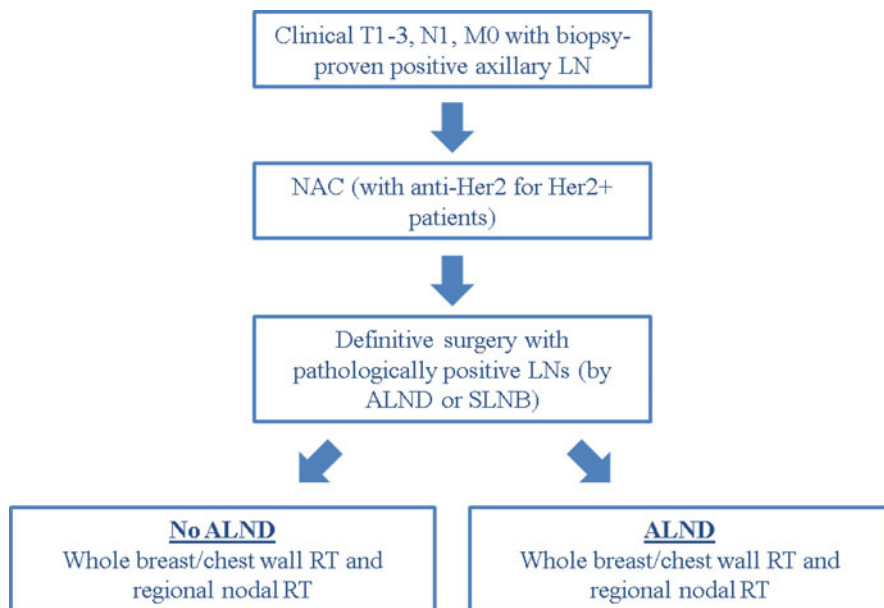 Clinical T1-3, N1, M0 with biopsy-
proven positive axillary LN
NAC (with anti-Her2 for Her2+
patients)
Definitive surgery with
pathologically positive LNs (by
ALND or SLNB)
No ALND
Whole breast/chest wall RT and
regional nodal RT
ALND
Whole breast/chest wall RT and
regional nodal RT